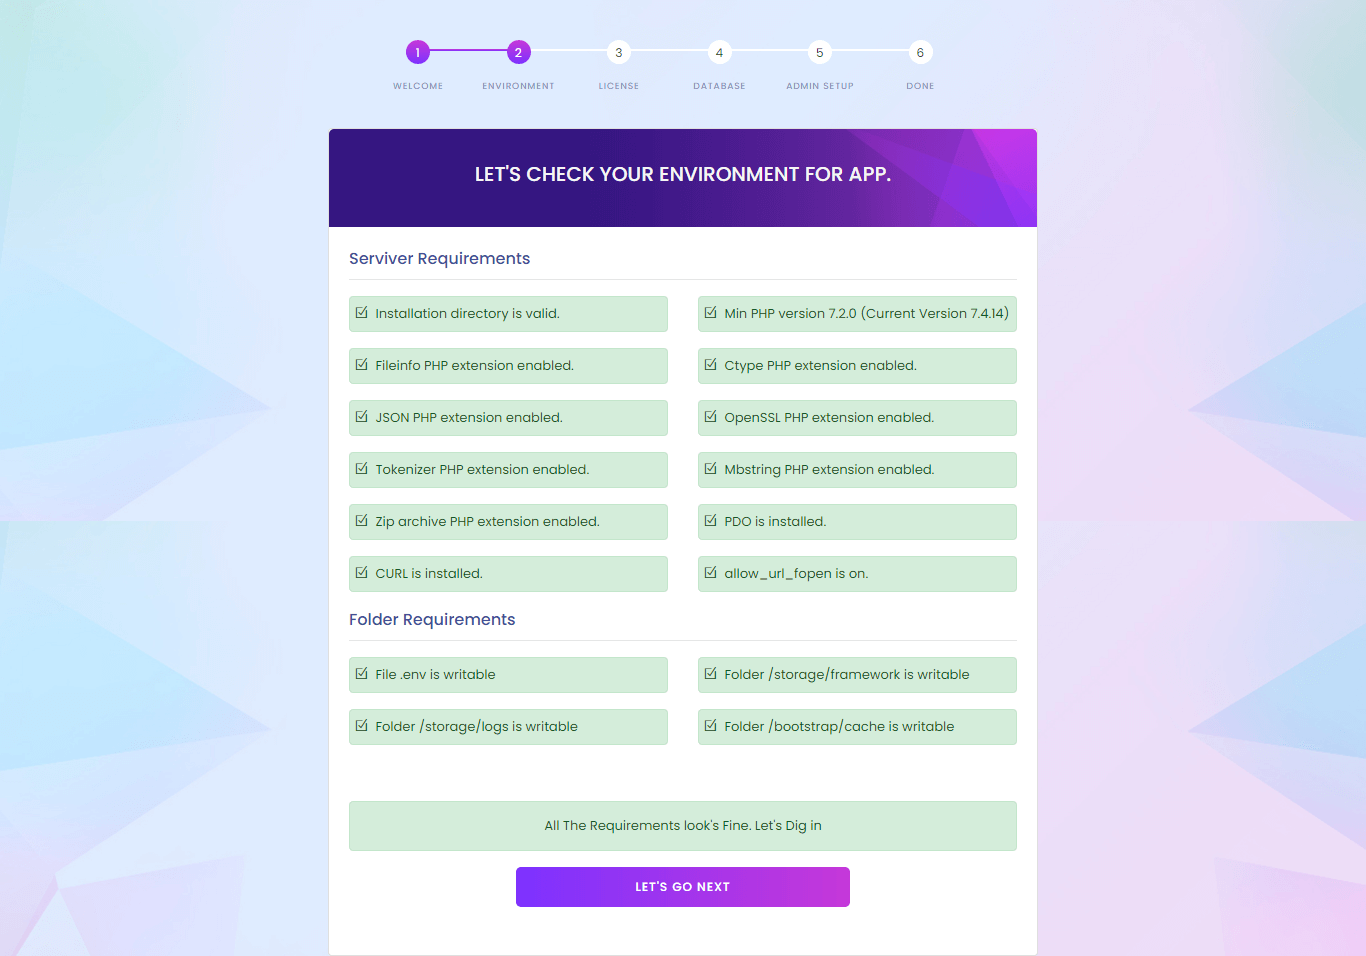 1 2 3 4 5 6
WELCOME ENVIRONMENT LICENSE DATABASE ADMIN SETUP DONE
LET'S CHECK YOUR ENVIRONMENT FOR APP.
Serviver Requirements
Installation directory is valid.
Min PHP version 7.2.0 (Current Version 7.4.14)
Fileinfo PHP extension enabled.
Ctype PHP extension enabled.
JSON PHP extension enabled.
OpenSSL PHP extension enabled.
Tokenizer PHP extension enabled.
Mbstring PHP extension enabled.
Zip archive PHP extension enabled.
PDO is installed.
CURL is installed.
allow_url_fopen is on.
Folder Requirements
File .env is writable
Folder /storage/framework is writable
Folder /storage/logs is writable
Folder /bootstrap/cache is writable
All The Requirements look's Fine. Let's Dig in
LET'S GO NEXT